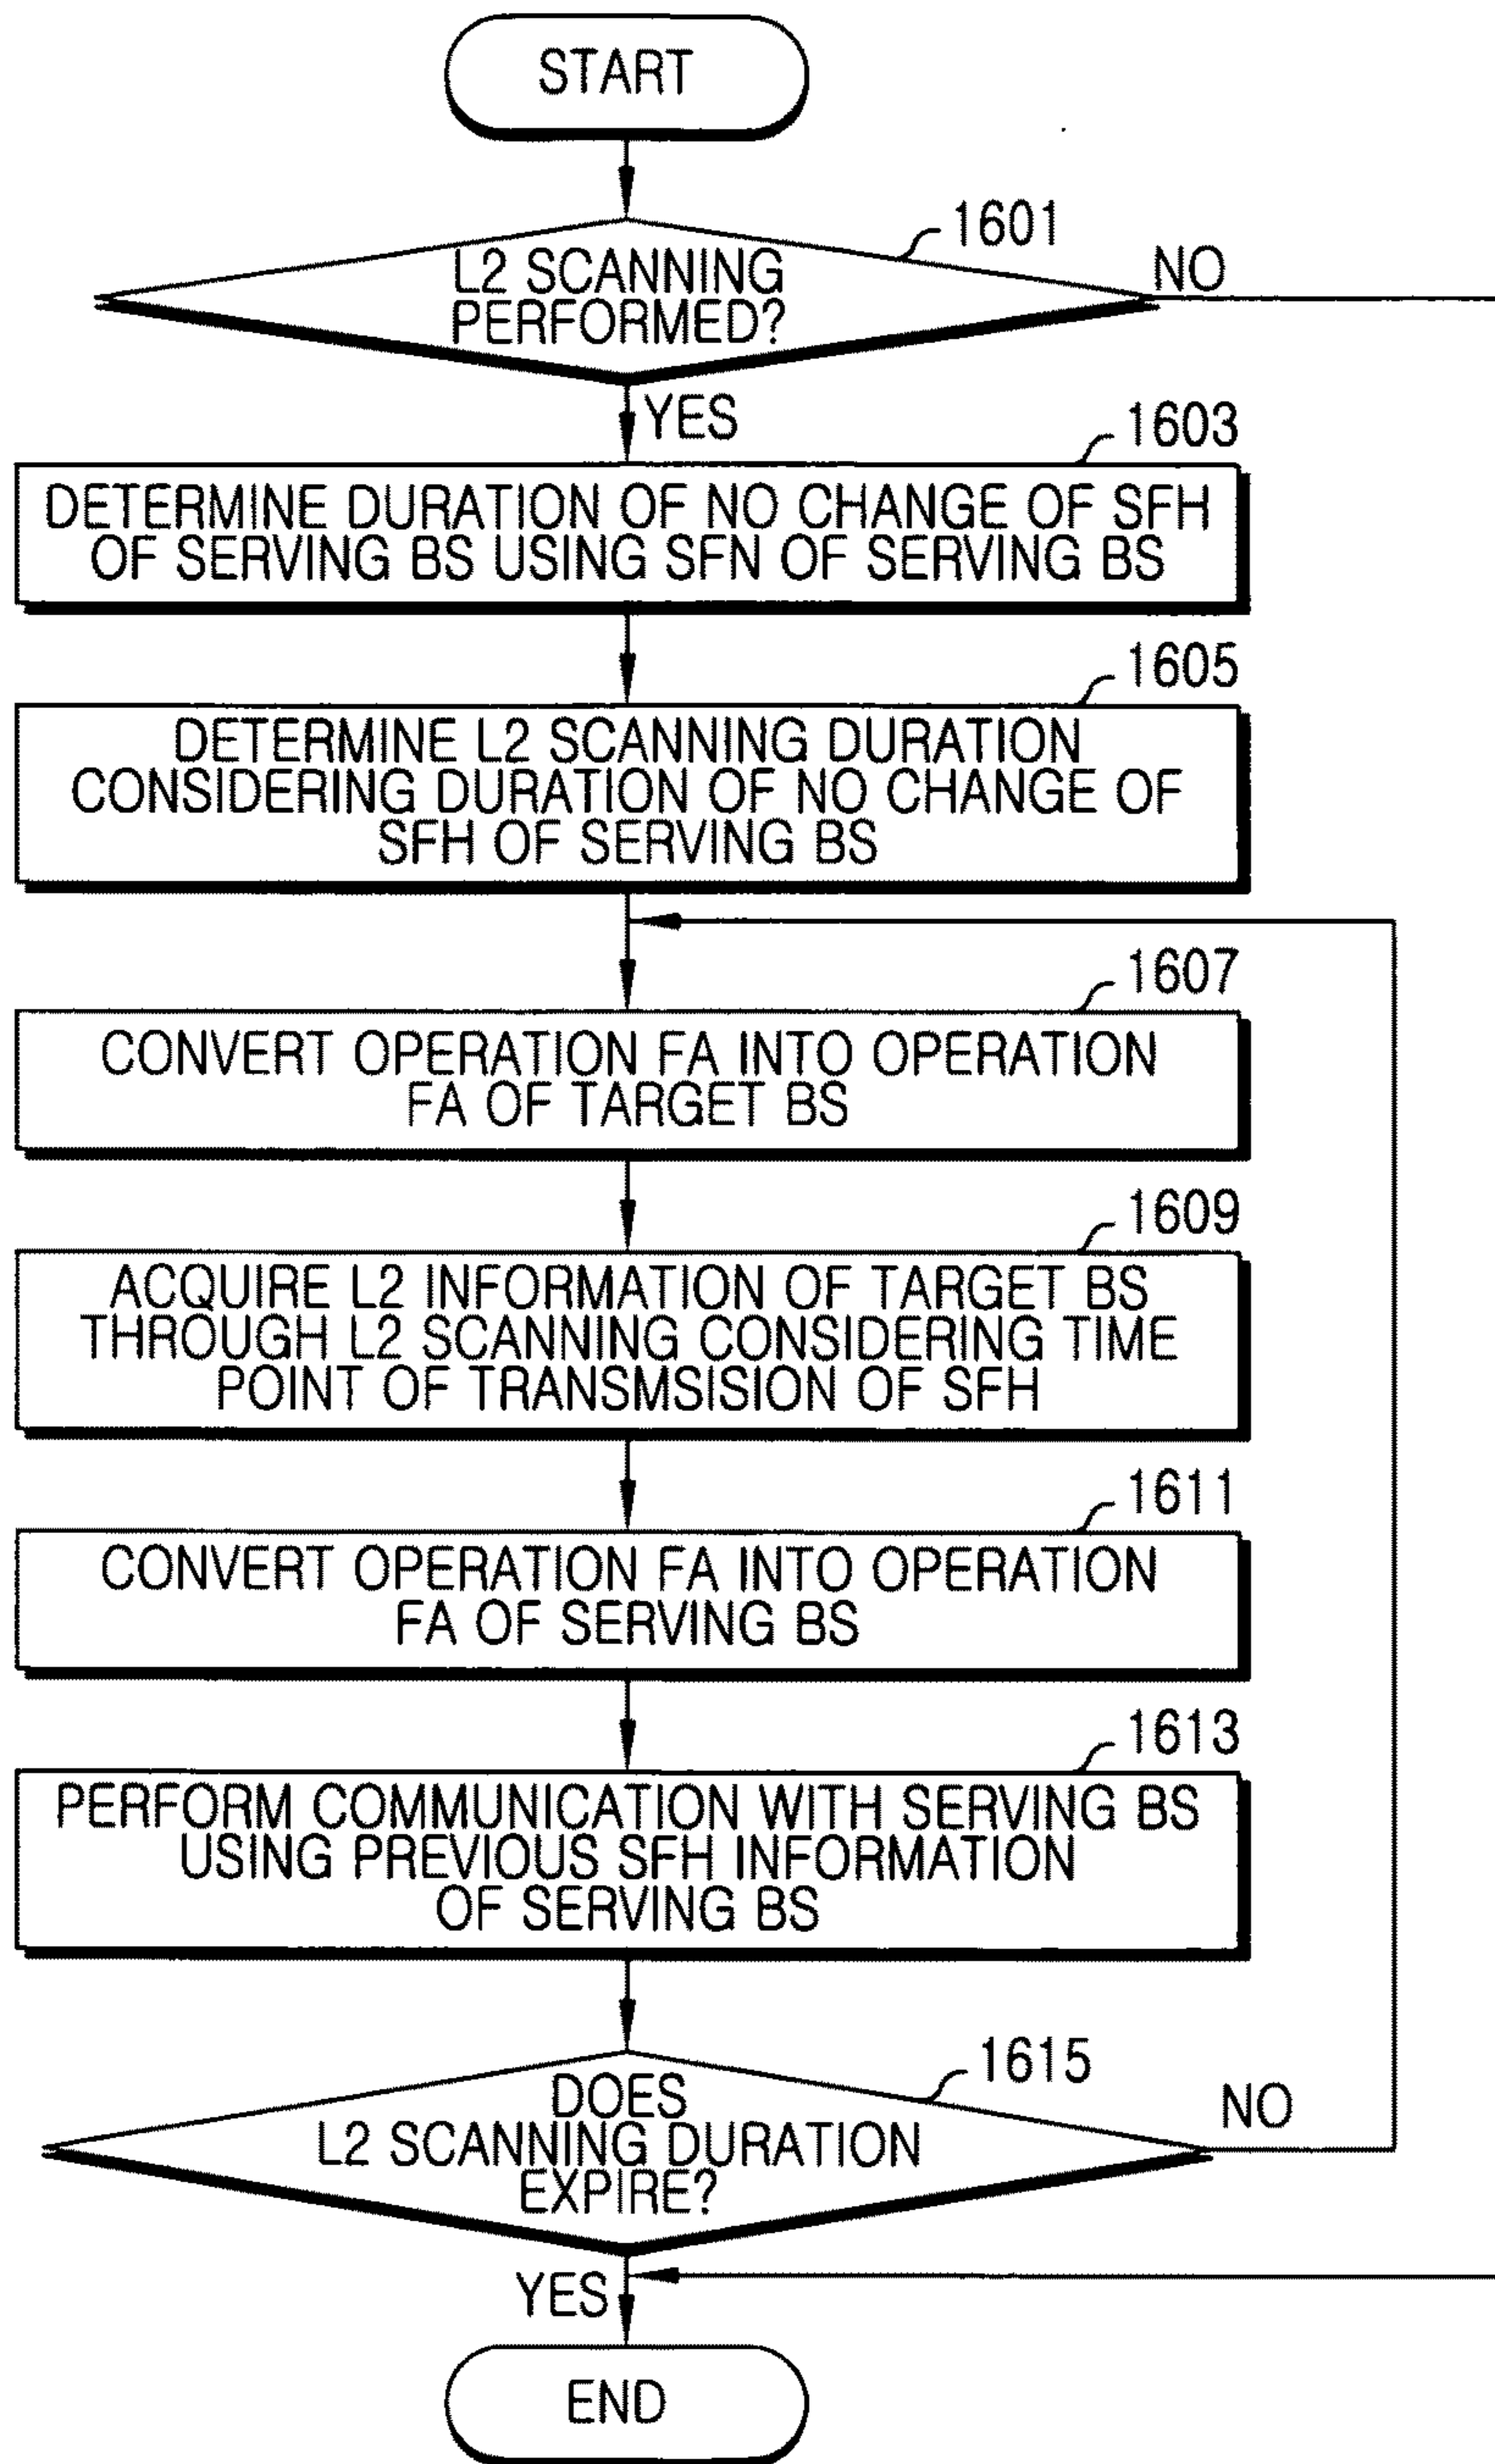 START
1601
L2 SCANNING
PERFORMED?
NO
YES
1603
DETERMINE DURATION OF NO CHANGE OF SFH
OF SERVING BS USING SFN OF SERVING BS
1605
DETERMINE L2 SCANNING DURATION
CONSIDERING DURATION OF NO CHANGE OF
SFH OF SERVING BS
1607
CONVERT OPERATION FA INTO OPERATION
FA OF TARGET BS
1609
ACQUIRE L2 INFORMATION OF TARGET BS
THROUGH L2 SCANNING CONSIDERING TIME
POINT OF TRANSMSISION OF SFH
1611
CONVERT OPERATION FA INTO OPERATION
FA OF SERVING BS
1613
PERFORM COMMUNICATION WITH SERVING BS
USING PREVIOUS SFH INFORMATION
OF SERVING BS
1615
DOES
L2 SCANNING DURATION
EXPIRE?
NO
YES
END